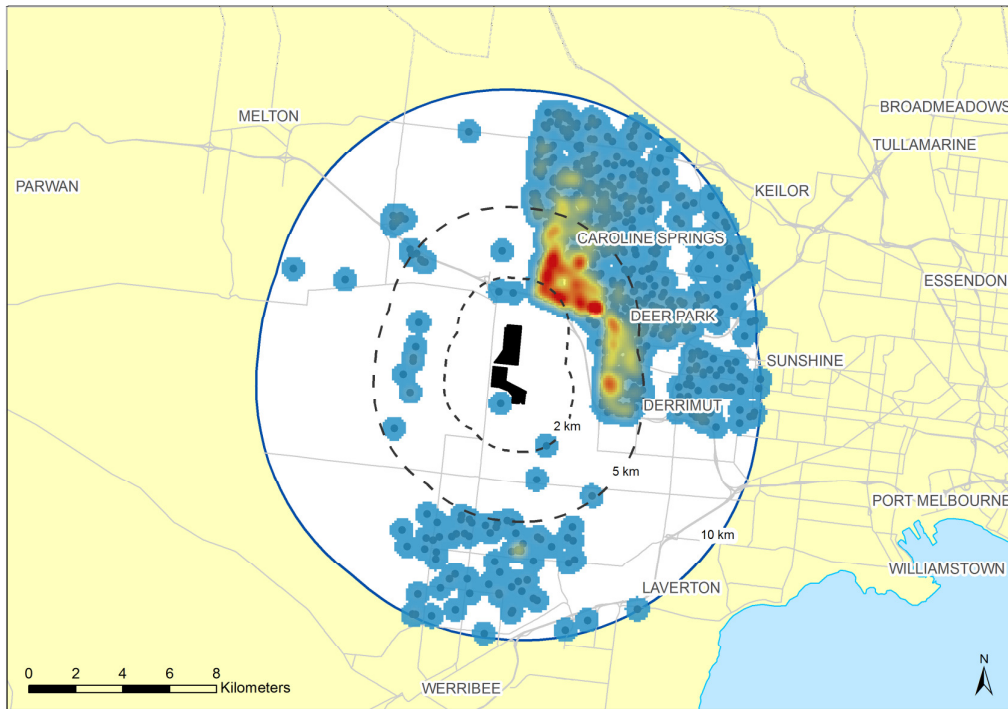 BROADMEADOWS
MELTON
TULLAMARINE
PARWAN
KEILOR
CAROLINE SPRINGS
ESSENDON
DEER PARK
SUNSHINE
DERRIMUT
2 km
5 km
PORT MELBOURNE
10 km
WILLIAMSTOWN
LAVERTON
WERRIBEE
0 2 4 6 8
Kilometers
N